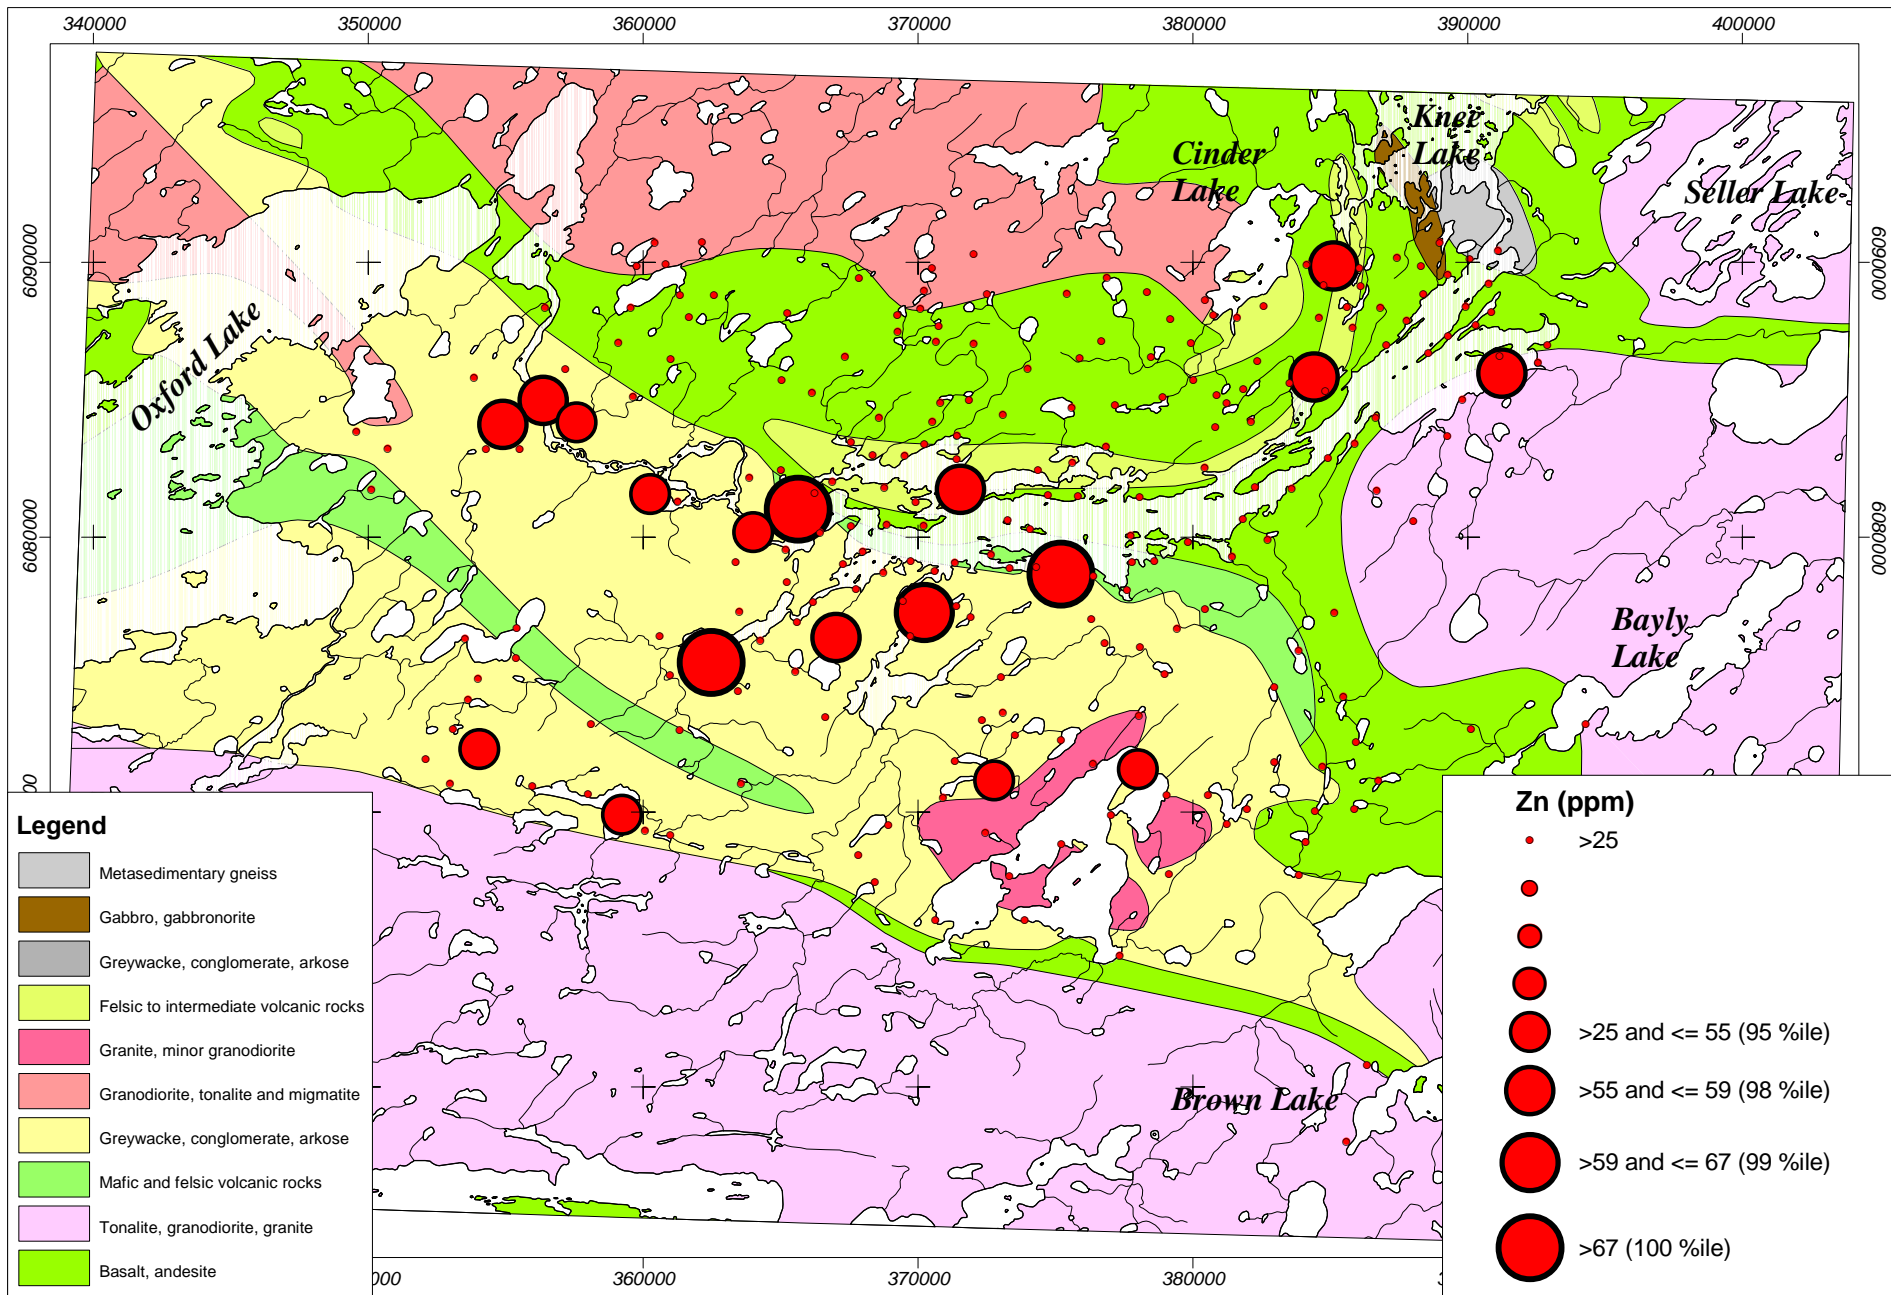 340000 350000 360000 370000 380000 390000 400000
Cinder
Lake
Knee
Lake
Seller Lake
6090000
6090000
Oxford Lake
6080000
6080000
Bayly
Lake
Brown Lake
Legend
Metasedimentary gneiss
Gabbro, gabbronorite
Greywacke, conglomerate, arkose
Felsic to intermediate volcanic rocks
Granite, minor granodiorite
Granodiorite, tonalite and migmatite
Greywacke, conglomerate, arkose
Mafic and felsic volcanic rocks
Tonalite, granodiorite, granite
Basalt, andesite
Zn (ppm)
>25
>25 and <= 55 (95 %ile)
>55 and <= 59 (98 %ile)
>59 and <= 67 (99 %ile)
>67 (100 %ile)
360000 370000 380000